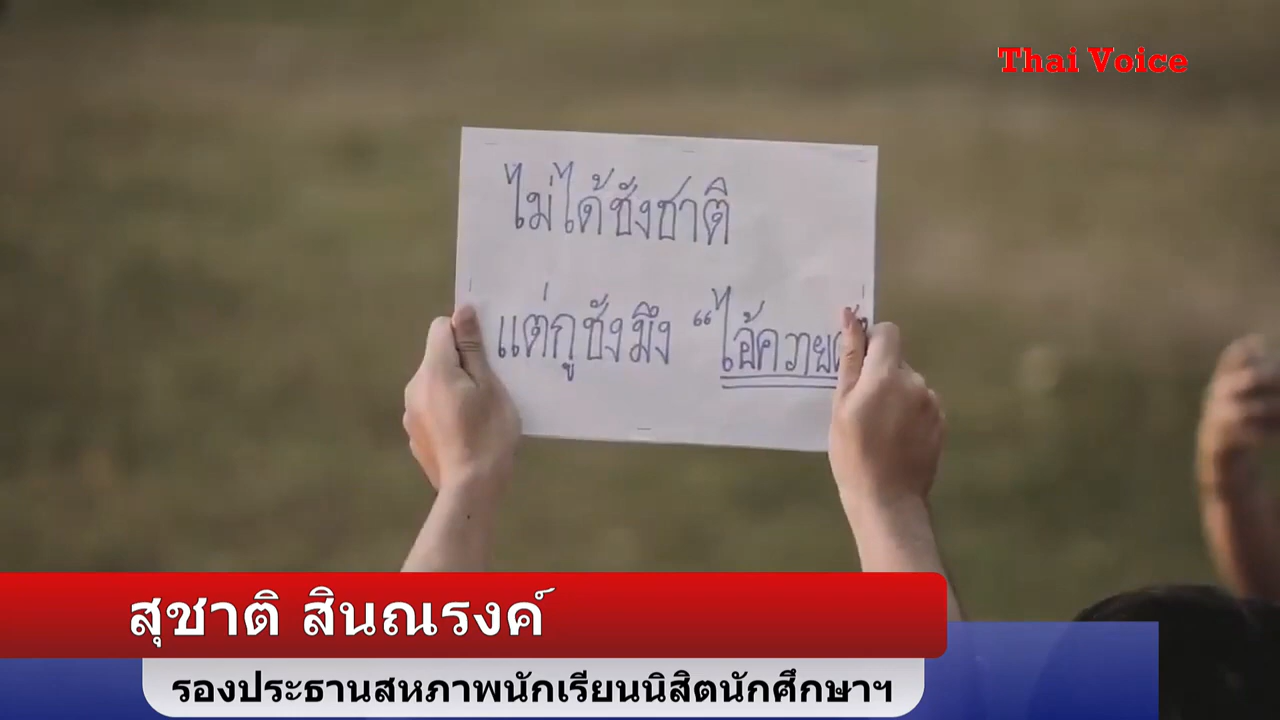 Thai Voice
ไม่ได้ชังชาติ
แต่กูชังมึง “ไอ้ควาย
สุชาติ สินณรงค์
รองประธานสหภาพนักเรียนนิสิตนักศึกษาฯ